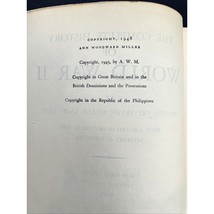 COPYRIGHT, 1948
ANN WOODWARD MILLER
Copyright, 1945, by A. W. M.
Copyright in Great Britain and in the
British Dominions and the Possessions
Copyright in the Republic of the Philippines